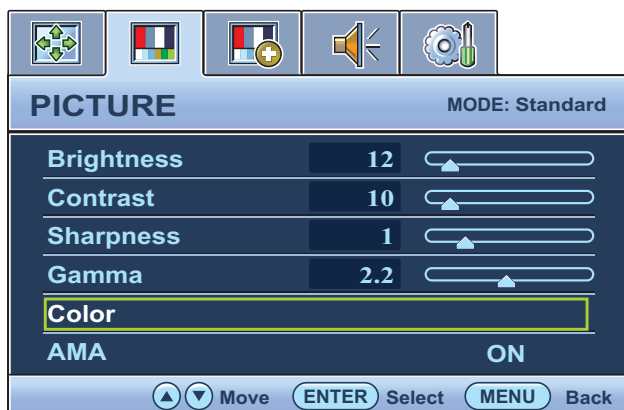 PICTURE MODE: Standard
Brightness 12
Contrast 10
Sharpness 1
Gamma 2.2
Color
AMA ON
Move ENTER Select MENU Back